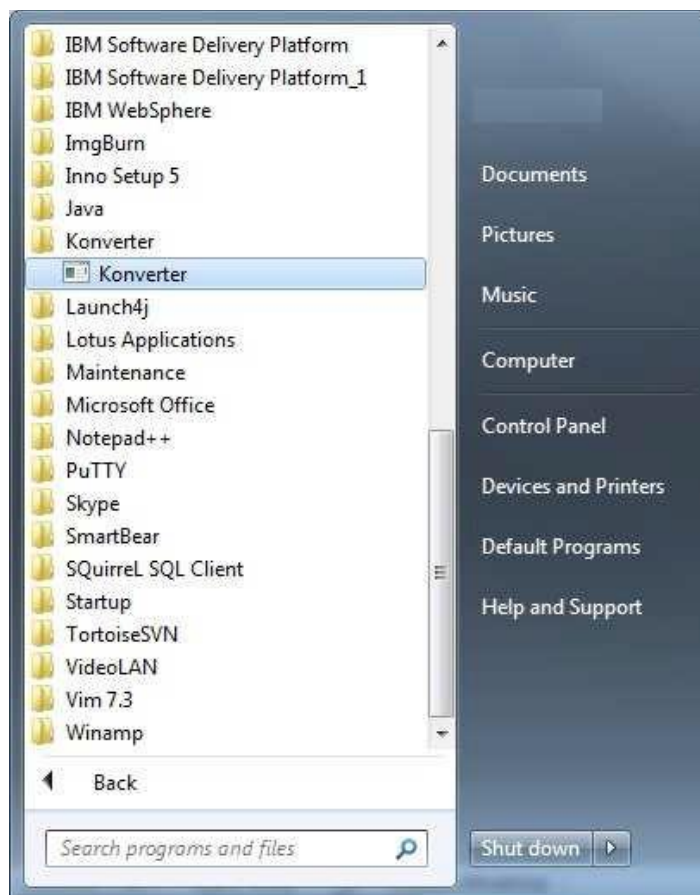 IBM Software Delivery Platform
IBM Software Delivery Platform_1
IBM WebSphere
ImgBurn
Inno Setup 5
Java
Konverter
Konverter
Launch4j
Lotus Applications
Maintenance
Microsoft Office
Notepad++
PuTTY
Skype
SmartBear
SQuirreL SQL Client
Startup
TortoiseSVN
VideoLAN
Vim 7.3
Winamp
Back
Search programs and files
Documents
Pictures
Music
Computer
Control Panel
Devices and Printers
Default Programs
Help and Support
Shut down